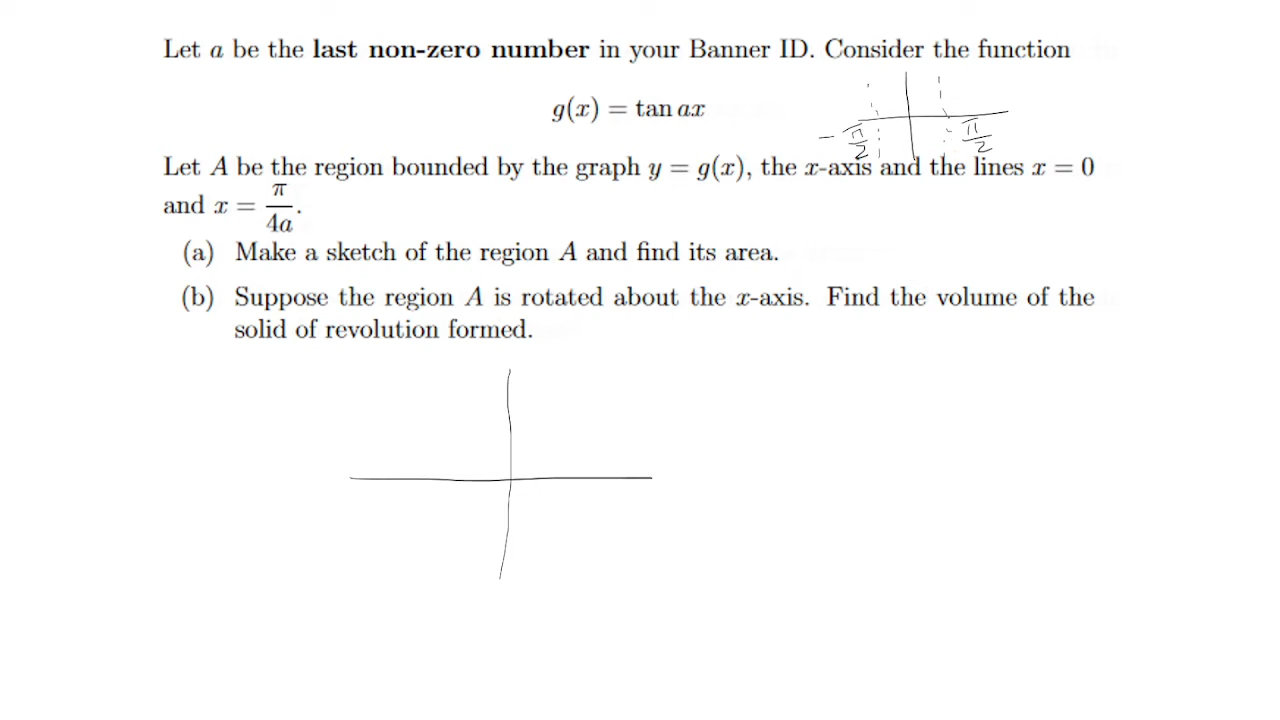 Let a be the last non-zero number in your Banner ID. Consider the function
g(x) = tan ax
−π/2 π/2
Let A be the region bounded by the graph y = g(x), the x-axis and the lines x = 0
and x = π/4a.
(a) Make a sketch of the region A and find its area.
(b) Suppose the region A is rotated about the x-axis. Find the volume of the
solid of revolution formed.